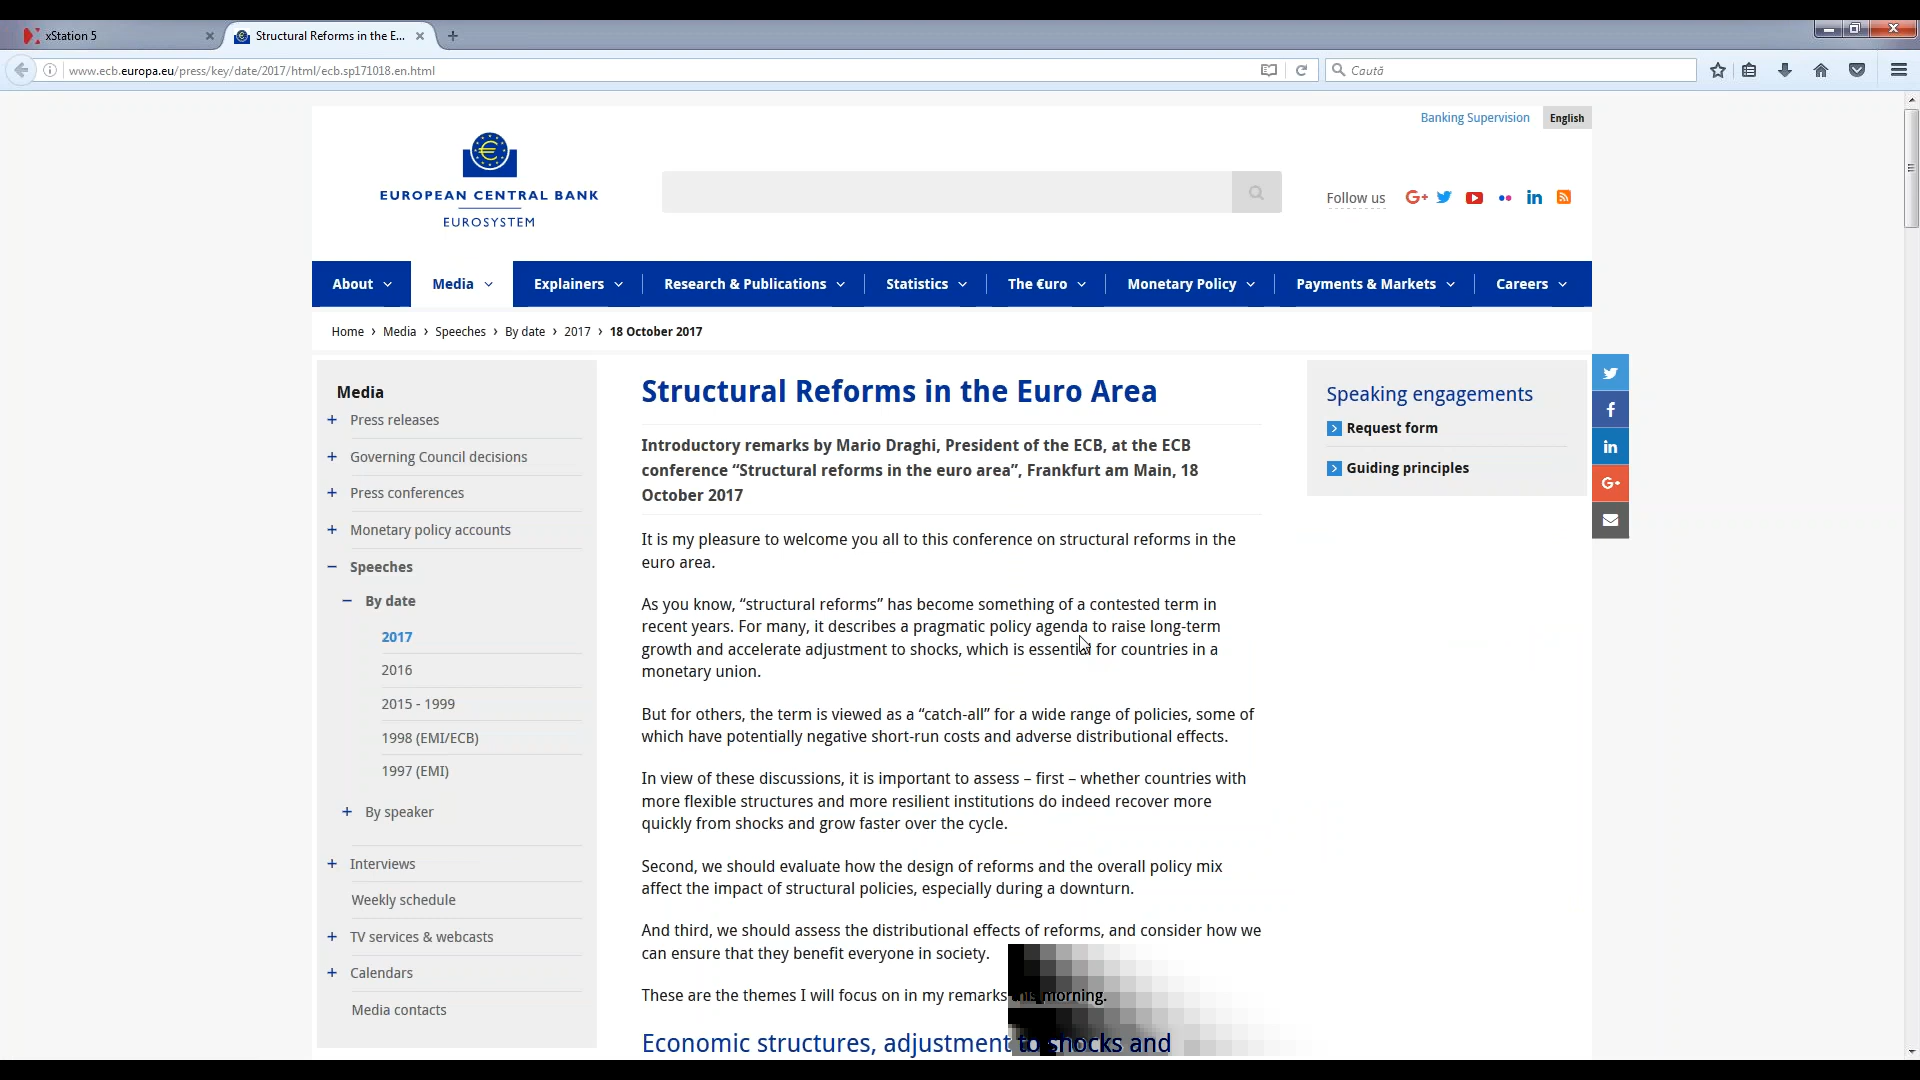 xStation 5
Structural Reforms in the E...
www.ecb.europa.eu/press/key/date/2017/html/ecb.sp171018.en.html
Caută
Banking Supervision
English
EUROPEAN CENTRAL BANK
EUROSYSTEM
Follow us
About
Media
Explainers
Research & Publications
Statistics
The €uro
Monetary Policy
Payments & Markets
Careers
Home › Media › Speeches › By date › 2017 › 18 October 2017
Media
+ Press releases
+ Governing Council decisions
+ Press conferences
+ Monetary policy accounts
− Speeches
− By date
2017
2016
2015 - 1999
1998 (EMI/ECB)
1997 (EMI)
+ By speaker
+ Interviews
Weekly schedule
+ TV services & webcasts
+ Calendars
Media contacts
Structural Reforms in the Euro Area
Introductory remarks by Mario Draghi, President of the ECB, at the ECB
conference “Structural reforms in the euro area”, Frankfurt am Main, 18
October 2017
It is my pleasure to welcome you all to this conference on structural reforms in the
euro area.
As you know, “structural reforms” has become something of a contested term in
recent years. For many, it describes a pragmatic policy agenda to raise long-term
growth and accelerate adjustment to shocks, which is essential for countries in a
monetary union.
But for others, the term is viewed as a “catch-all” for a wide range of policies, some of
which have potentially negative short-run costs and adverse distributional effects.
In view of these discussions, it is important to assess – first – whether countries with
more flexible structures and more resilient institutions do indeed recover more
quickly from shocks and grow faster over the cycle.
Second, we should evaluate how the design of reforms and the overall policy mix
affect the impact of structural policies, especially during a downturn.
And third, we should assess the distributional effects of reforms, and consider how we
can ensure that they benefit everyone in society.
These are the themes I will focus on in my remarks this morning.
Economic structures, adjustment to shocks and
Speaking engagements
Request form
Guiding principles